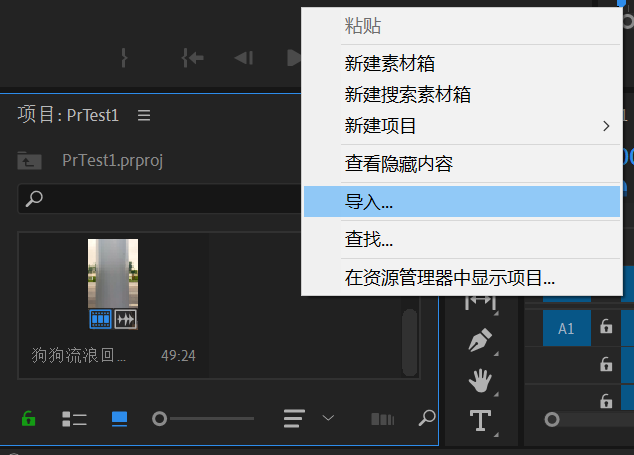 粘贴
新建素材箱
新建搜索素材箱
新建项目
查看隐藏内容
导入...
查找...
在资源管理器中显示项目...
项目: PrTest1
PrTest1.prproj
狗狗流浪回...
49:24
A1